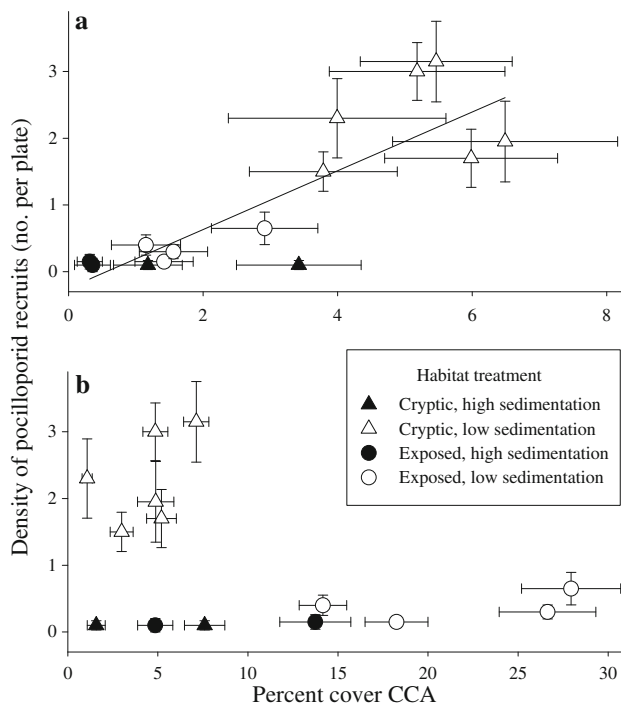 a
3
2
1
0
0 2 4 6 8
Density of pocilloporid recruits (no. per plate)
b
Habitat treatment
Cryptic, high sedimentation
Cryptic, low sedimentation
Exposed, high sedimentation
Exposed, low sedimentation
3
2
1
0
0 5 10 15 20 25 30
Percent cover CCA